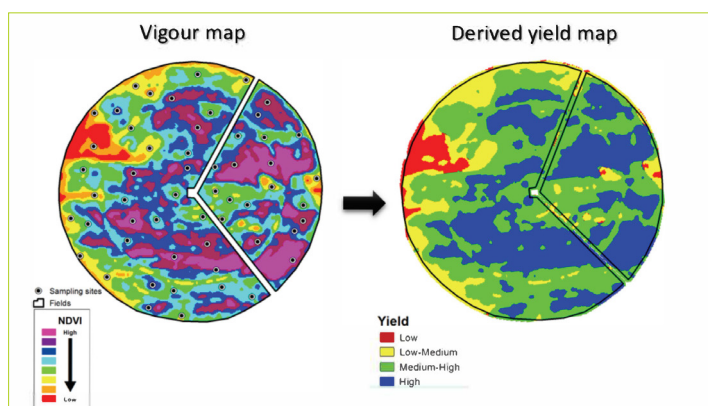 Vigour map
Derived yield map
Sampling sites
Fields
NDVI
High
Low
Yield
Low
Low-Medium
Medium-High
High